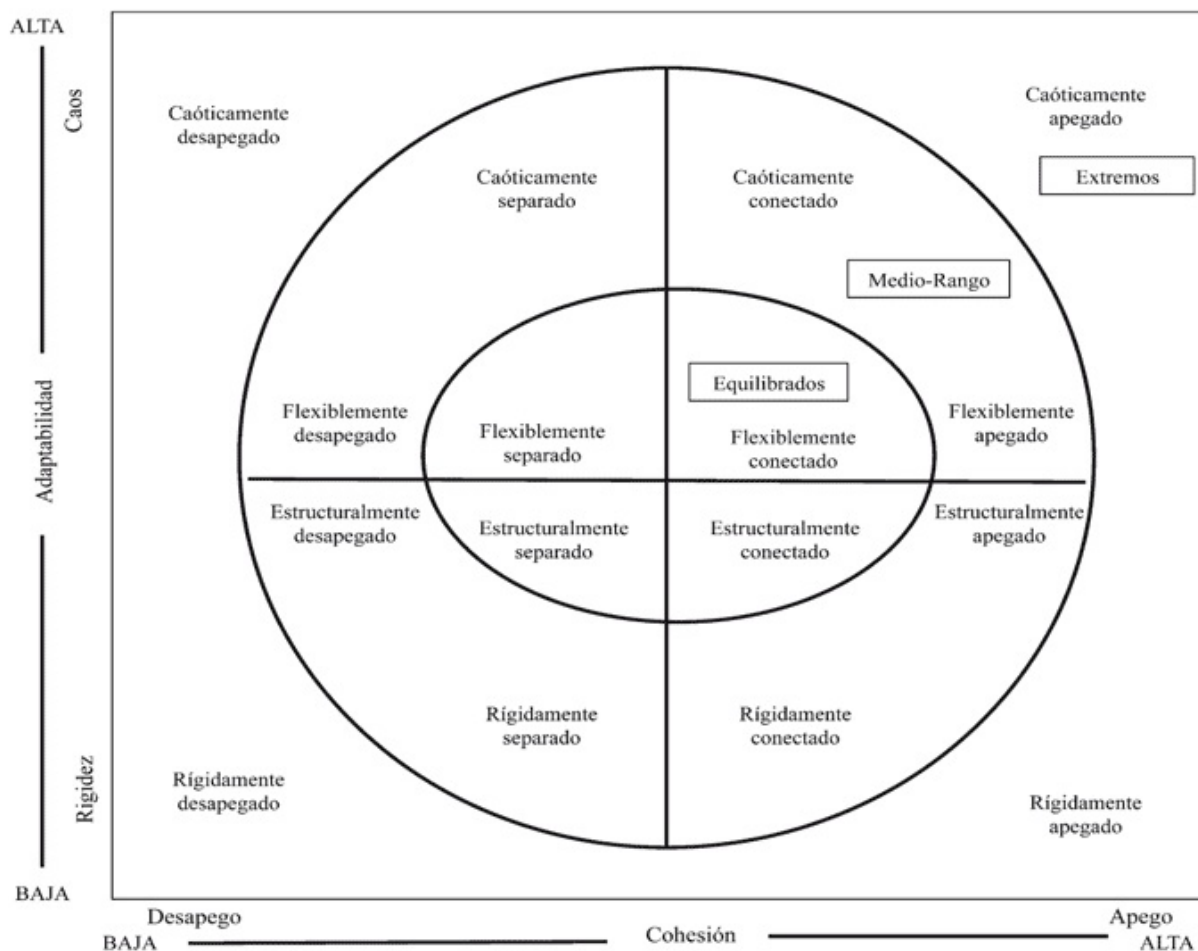 ALTA
Caos
Adaptabilidad
Rigidez
BAJA
Caóticamente
desapegado
Caóticamente
apegado
Extremos
Caóticamente
separado
Caóticamente
conectado
Medio-Rango
Equilibrados
Flexiblemente
desapegado
Flexiblemente
separado
Flexiblemente
conectado
Flexiblemente
apegado
Estructuralmente
desapegado
Estructuralmente
separado
Estructuralmente
conectado
Estructuralmente
apegado
Rígidamente
separado
Rígidamente
conectado
Rígidamente
desapegado
Rígidamente
apegado
Desapego
Apego
BAJA
Cohesión
ALTA